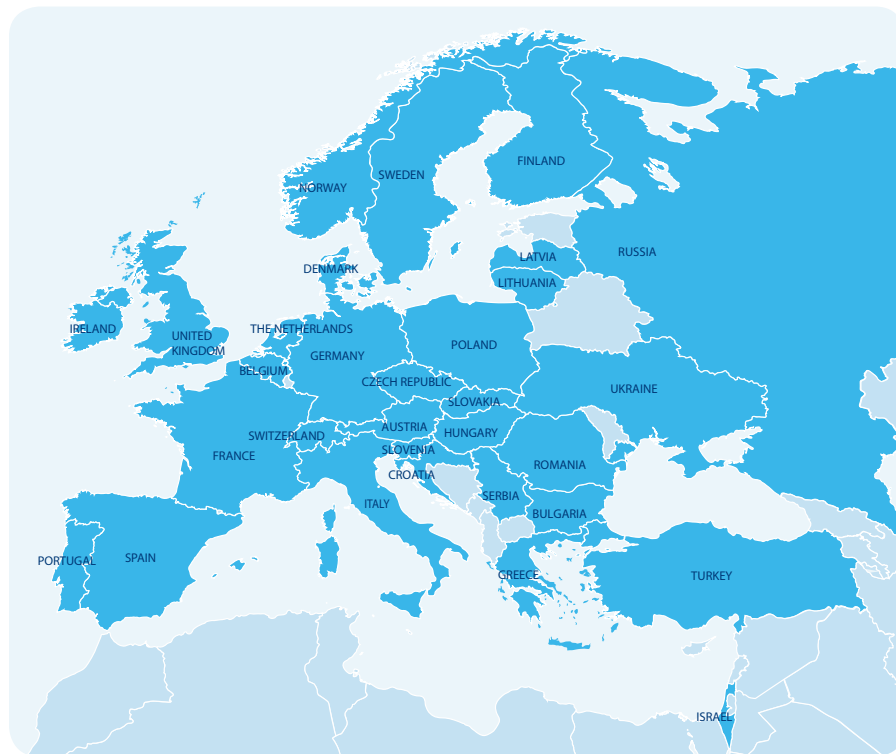 FINLAND
SWEDEN
NORWAY
RUSSIA
LATVIA
DENMARK
LITHUANIA
IRELAND
THE NETHERLANDS
UNITED
KINGDOM
POLAND
GERMANY
BELGIUM
CZECH REPUBLIC
UKRAINE
SLOVAKIA
AUSTRIA
HUNGARY
SWITZERLAND
SLOVENIA
FRANCE
ROMANIA
CROATIA
SERBIA
ITALY
BULGARIA
SPAIN
PORTUGAL
GREECE
TURKEY
ISRAEL